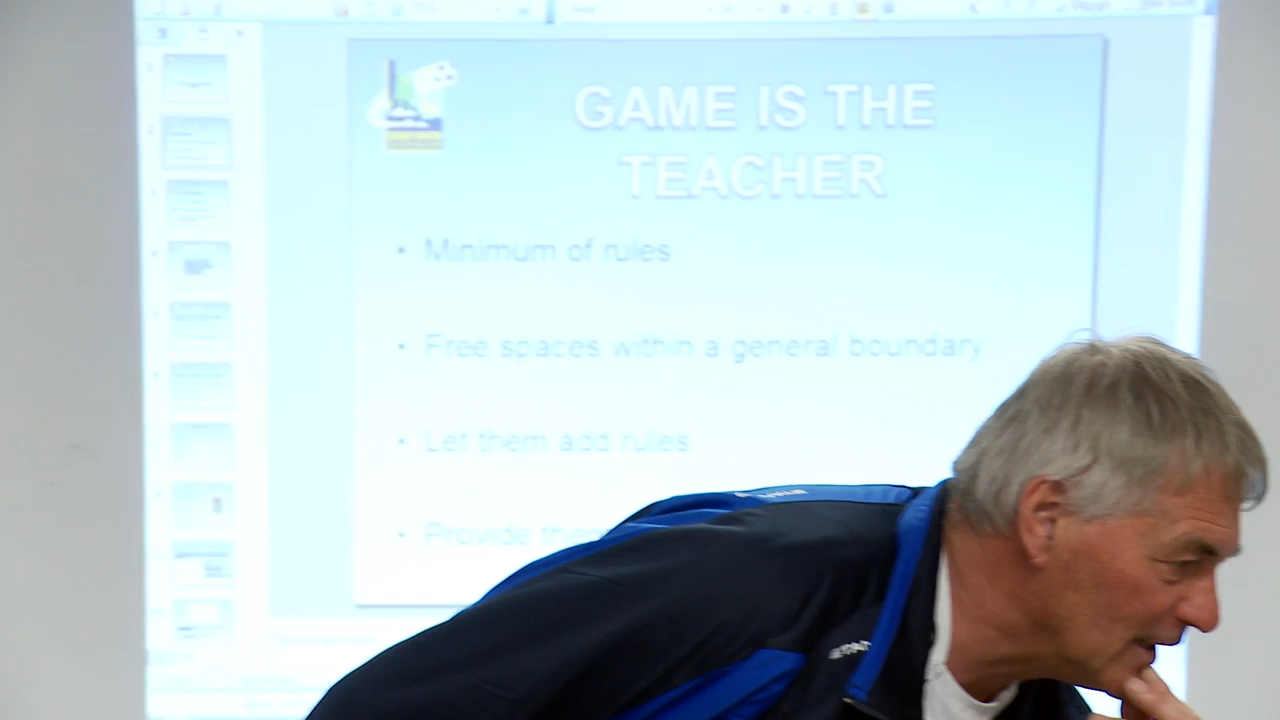 GAME IS THE
TEACHER
• Minimum of rules
• Free spaces within a general boundary
• Let them add rules
• Provide